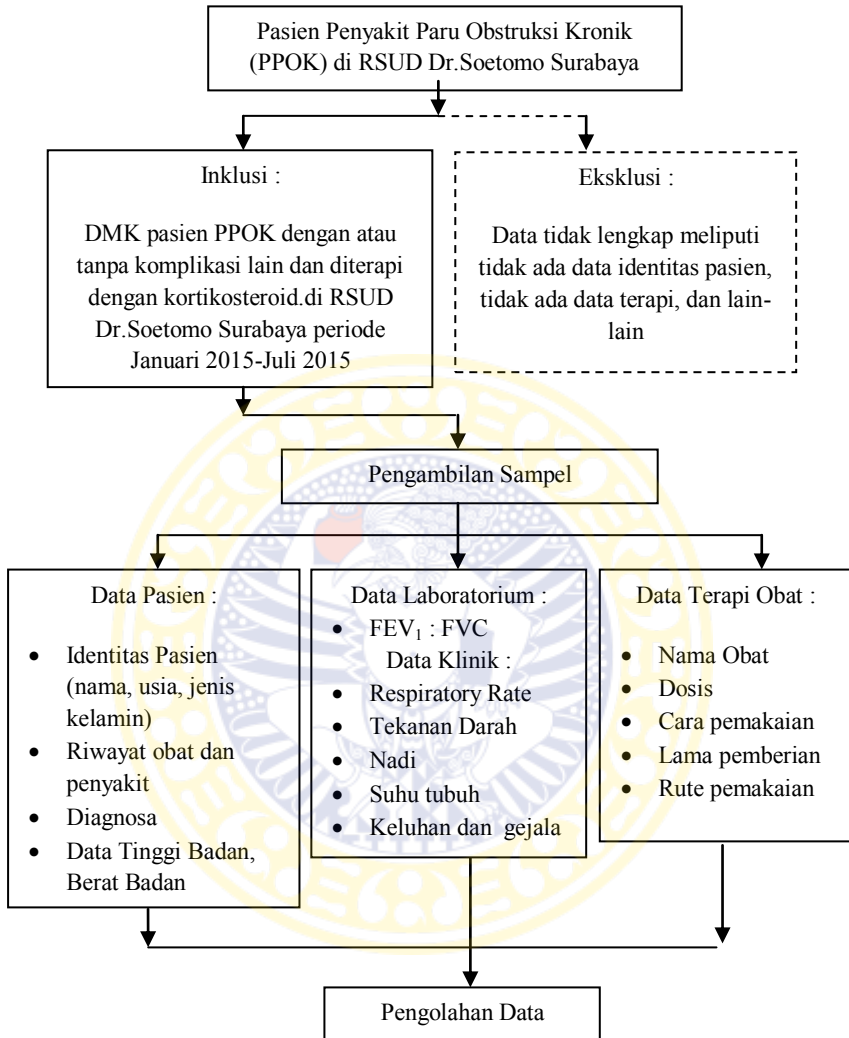 Pasien Penyakit Paru Obstruksi Kronik
(PPOK) di RSUD Dr.Soetomo Surabaya
Inklusi :
DMK pasien PPOK dengan atau
tanpa komplikasi lain dan diterapi
dengan kortikosteroid.di RSUD
Dr.Soetomo Surabaya periode
Januari 2015-Juli 2015
Eksklusi :
Data tidak lengkap meliputi
tidak ada data identitas pasien,
tidak ada data terapi, dan lain-
lain
Pengambilan Sampel
Data Pasien :
• Identitas Pasien
(nama, usia, jenis
kelamin)
• Riwayat obat dan
penyakit
• Diagnosa
• Data Tinggi Badan,
Berat Badan
Data Laboratorium :
• FEV₁ : FVC
Data Klinik :
• Respiratory Rate
• Tekanan Darah
• Nadi
• Suhu tubuh
• Keluhan dan gejala
Data Terapi Obat :
• Nama Obat
• Dosis
• Cara pemakaian
• Lama pemberian
• Rute pemakaian
Pengolahan Data